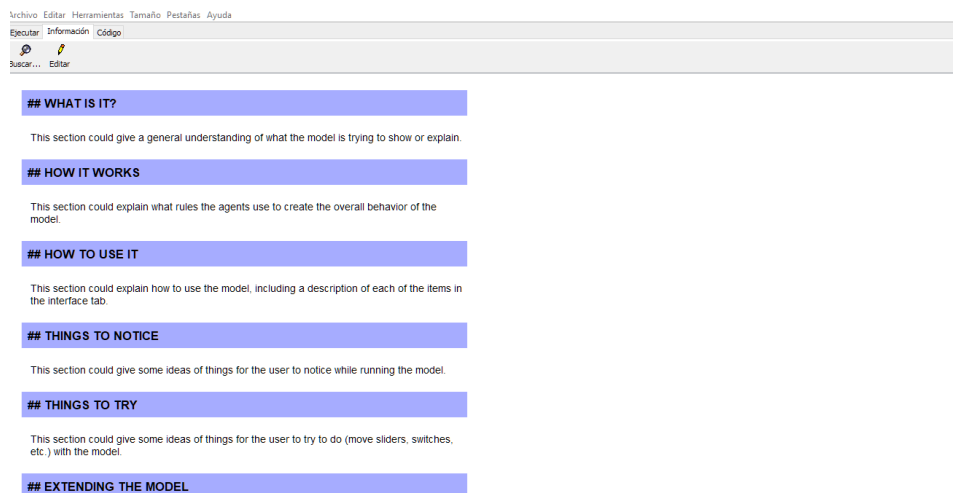 Archivo Editar Herramientas Tamaño Pestañas Ayuda
Ejecutar Información Código
Buscar... Editar
## WHAT IS IT?
This section could give a general understanding of what the model is trying to show or explain.
## HOW IT WORKS
This section could explain what rules the agents use to create the overall behavior of the
model.
## HOW TO USE IT
This section could explain how to use the model, including a description of each of the items in
the interface tab.
## THINGS TO NOTICE
This section could give some ideas of things for the user to notice while running the model.
## THINGS TO TRY
This section could give some ideas of things for the user to try to do (move sliders, switches,
etc.) with the model.
## EXTENDING THE MODEL